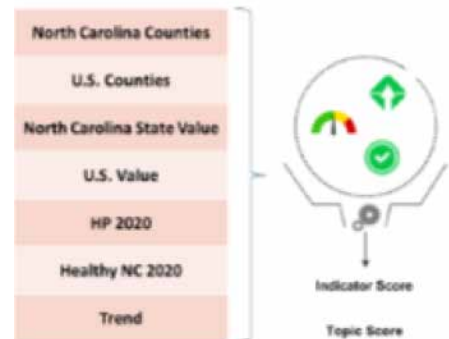 North Carolina Counties
U.S. Counties
North Carolina State Value
U.S. Value
HP 2020
Healthy NC 2020
Trend
Indicator Score
Topic Score